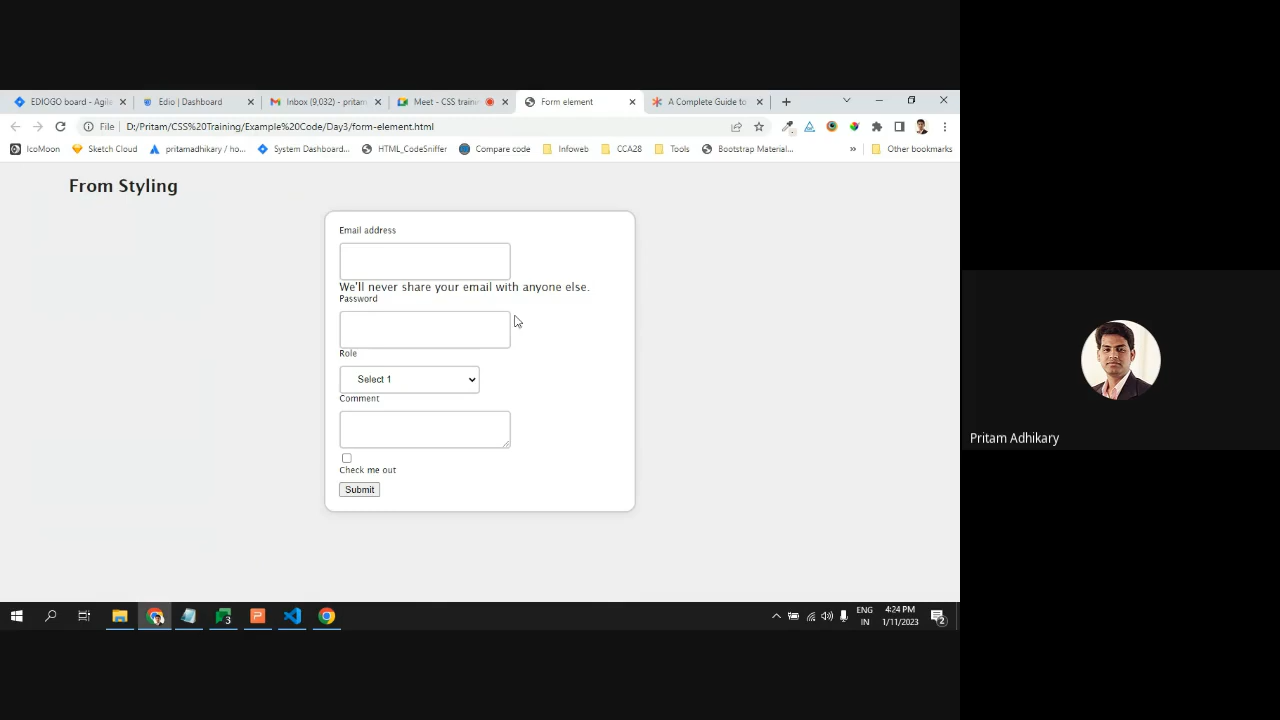 EDIOGO board - Agile
Edio | Dashboard
Inbox (9,032) - pritam
Meet - CSS train
Form element
A Complete Guide to
File
D:/Pritam/CSS%20Training/Example%20Code/Day3/form-element.html
IcoMoon
Sketch Cloud
pritamadhikary / ho...
System Dashboard...
HTML_CodeSniffer
Compare code
Infoweb
CCA28
Tools
Bootstrap Material...
»
Other bookmarks
From Styling
Email address
We'll never share your email with anyone else.
Password
Role
Select 1
Comment
Check me out
Submit
Pritam Adhikary
3
ENG
IN
4:24 PM
1/11/2023
2